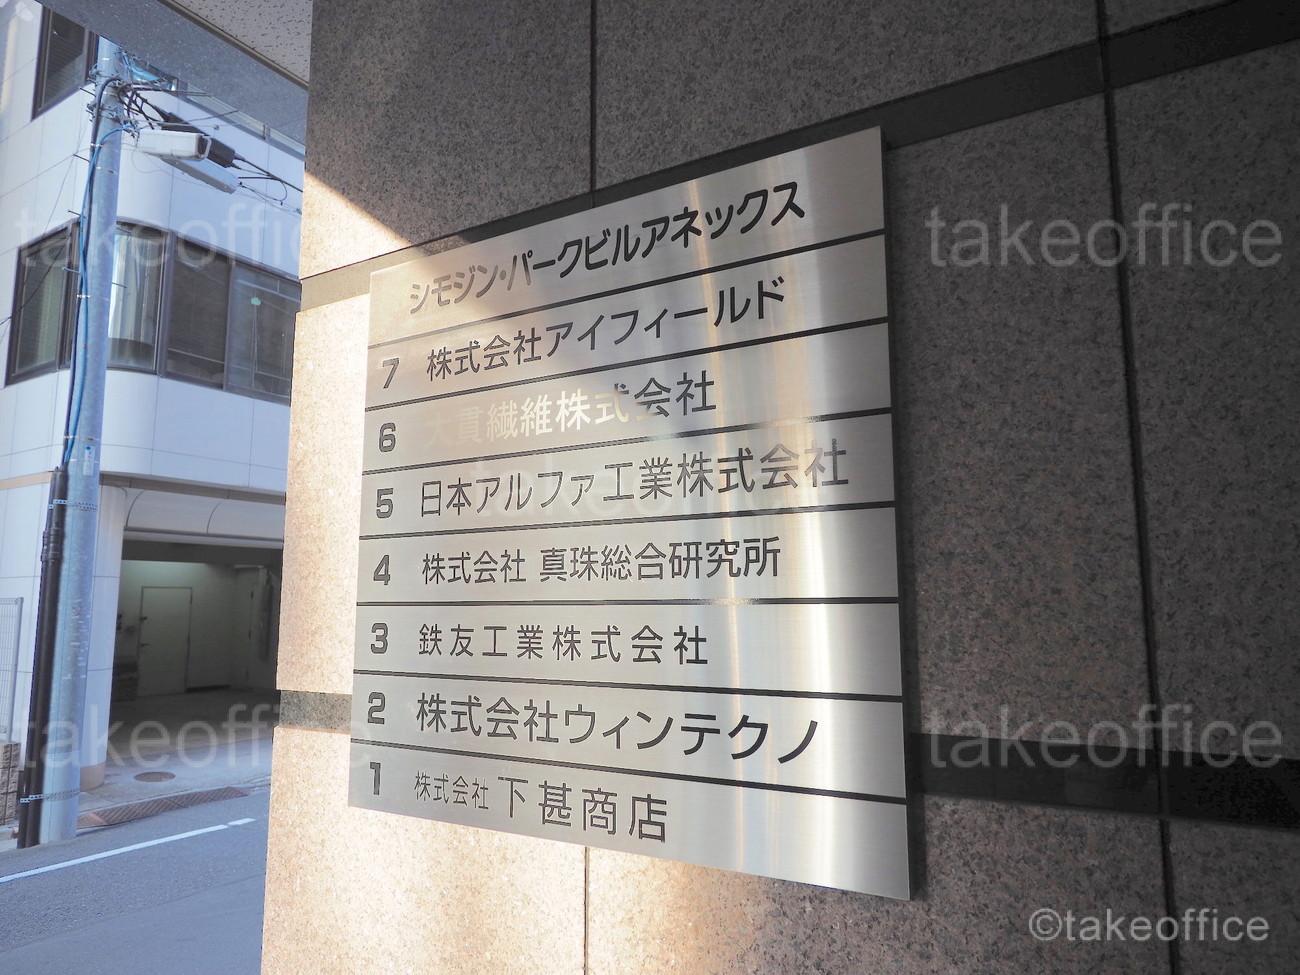 シモジン・パークビルアネックス
7 株式会社アイフィールド
6 大貫繊維株式会社
5 日本アルファ工業株式会社
4 株式会社 真珠総合研究所
3 鉄友工業株式会社
2 株式会社ウィンテクノ
1 株式会社 下甚商店
takeoffice
takeoffice
takeoffice
takeoffice
takeoffice
©takeoffice